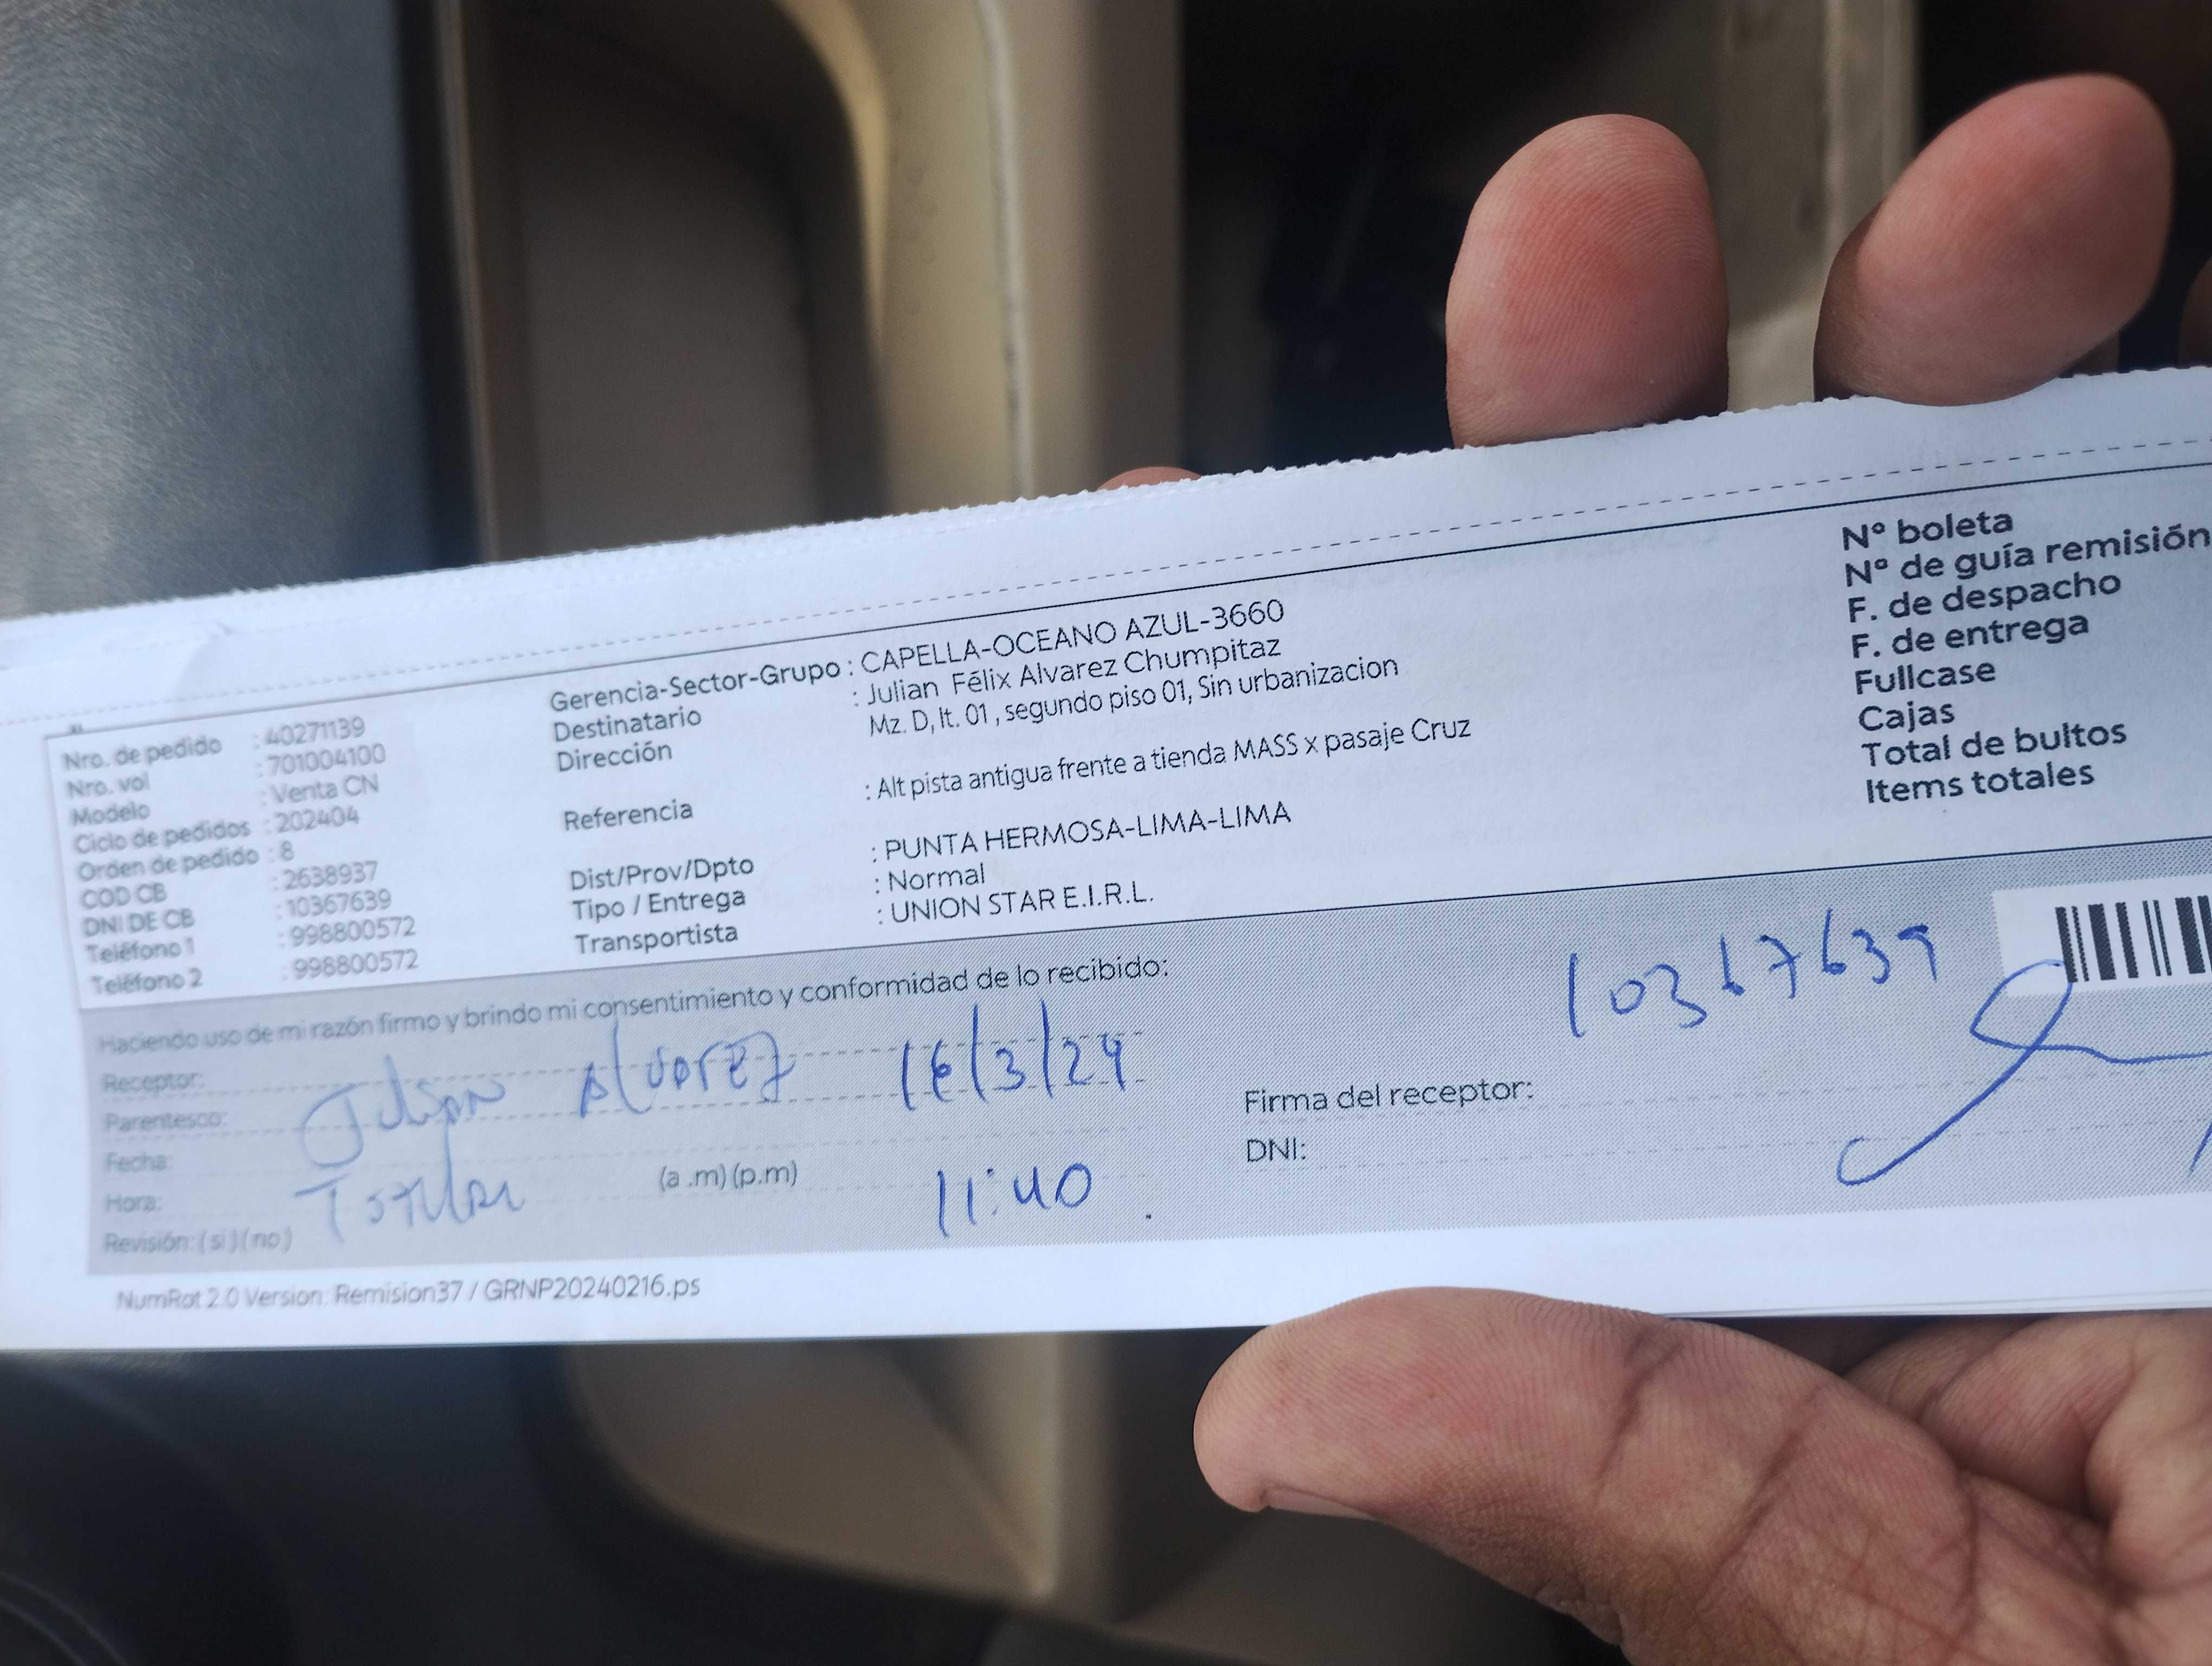 Nro. de pedido : 40271139
Nro. vol : 701004100
Modelo : Venta CN
Ciclo de pedidos : 202404
Orden de pedido : 8
COD CB : 2638937
DNI DE CB : 10367639
Teléfono 1 : 998800572
Teléfono 2 : 998800572
Gerencia-Sector-Grupo : CAPELLA-OCEANO AZUL-3660
Destinatario : Julian Félix Alvarez Chumpitaz
Dirección Mz. D, lt. 01 , segundo piso 01, Sin urbanizacion
Referencia : Alt pista antigua frente a tienda MASS x pasaje Cruz
Dist/Prov/Dpto : PUNTA HERMOSA-LIMA-LIMA
Tipo / Entrega : Normal
Transportista : UNION STAR E.I.R.L.
N° boleta
N° de guía remisión
F. de despacho
F. de entrega
Fullcase
Cajas
Total de bultos
Items totales
Haciendo uso de mi razón firmo y brindo mi consentimiento y conformidad de lo recibido:
Receptor:
Parentesco:
Fecha:
Hora: (a .m) (p.m)
Revisión: ( si ) ( no )
Julian Alvarez 16/3/24
Titular 11:40
10367639
Firma del receptor:
DNI:
NumRot 2.0 Version: Remision37 / GRNP20240216.ps